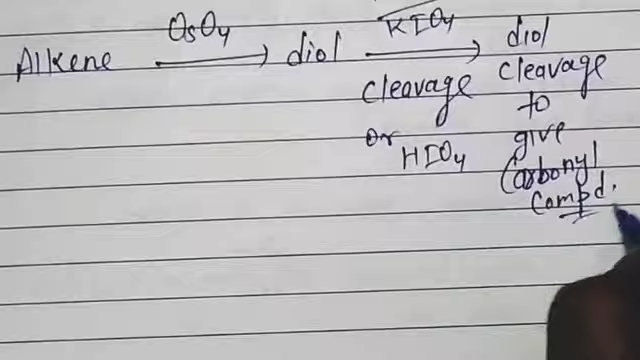 Alkene OsO4 diol KIO4 diol
cleavage cleavage
or to
HIO4 give
Carbonyl
Compd.